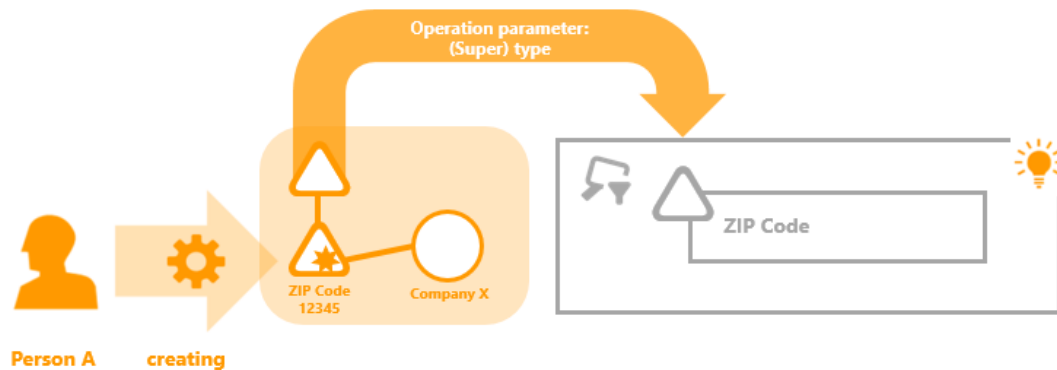 Operation parameter:
(Super) type
ZIP Code
ZIP Code
12345
Company X
Person A
creating